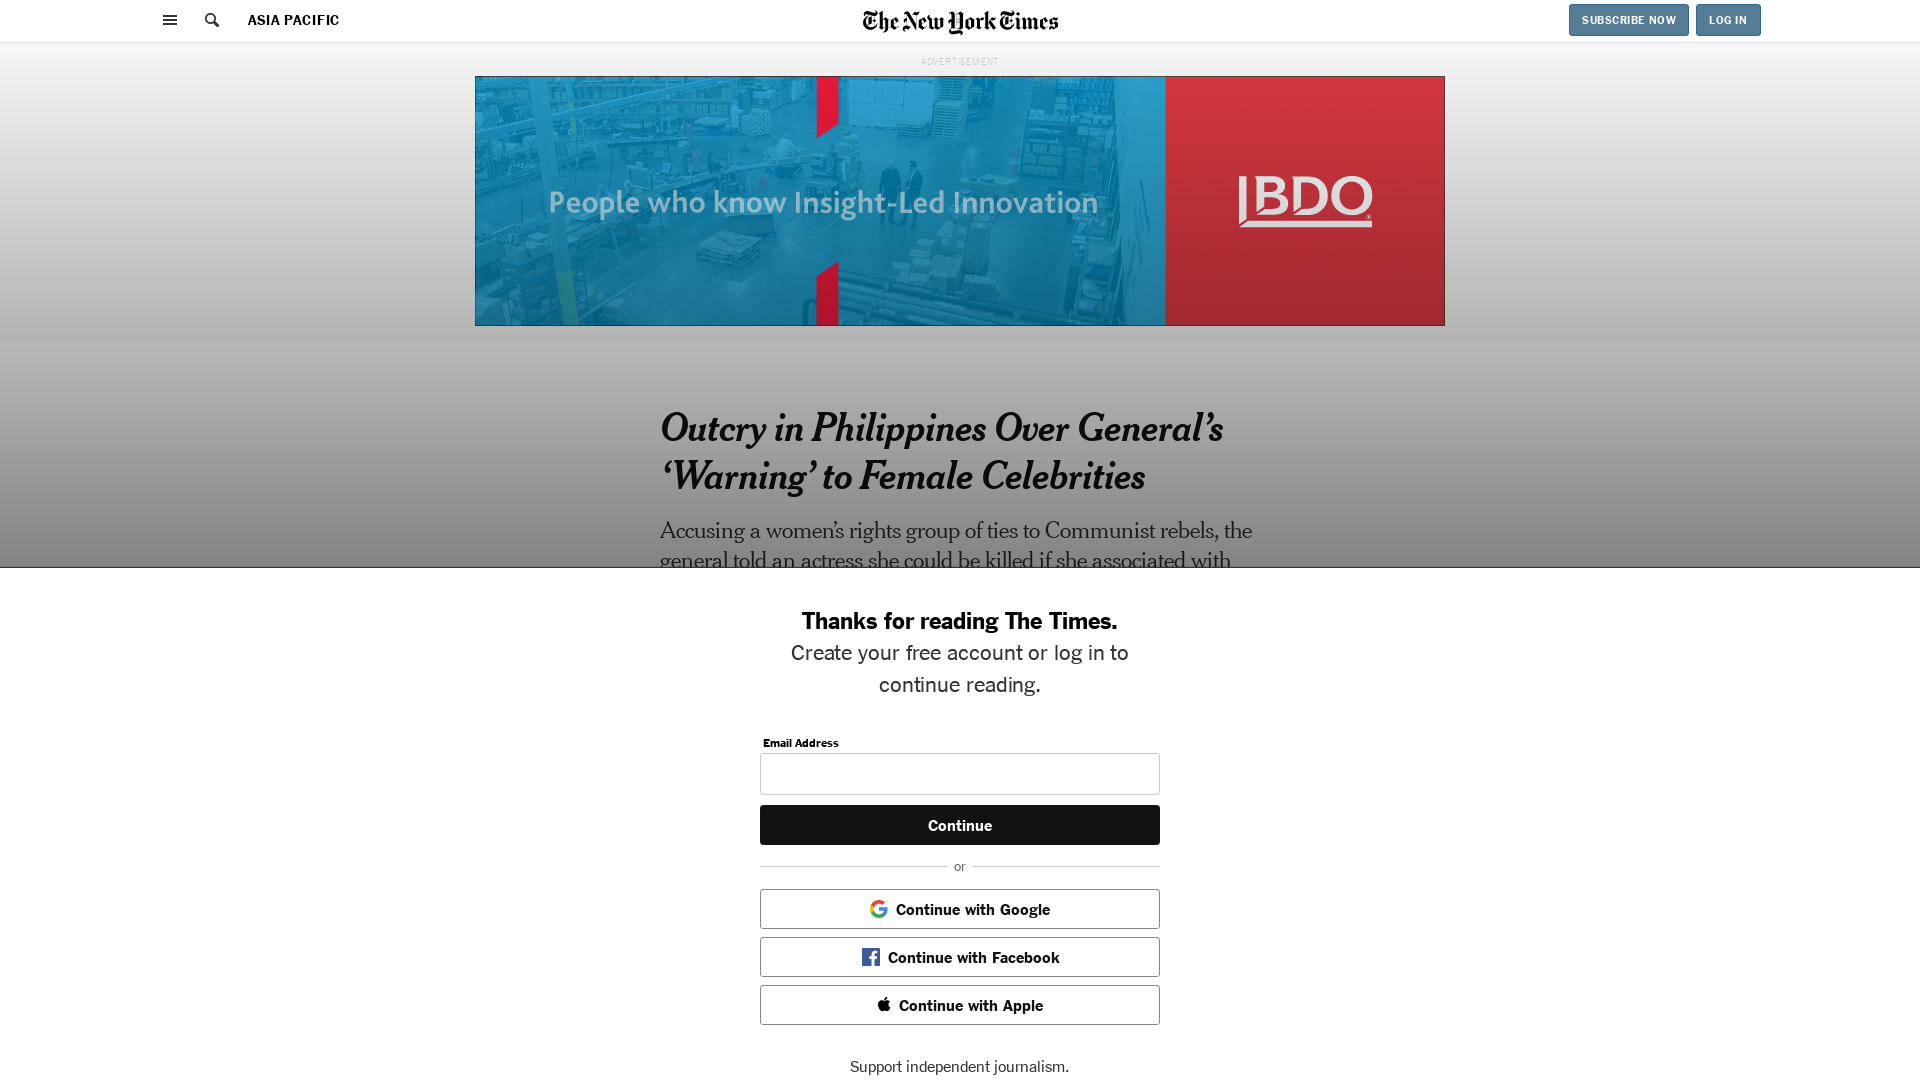 ASIA PACIFIC
The New York Times
SUBSCRIBE NOW
LOG IN
ADVERTISEMENT
People who know Insight-Led Innovation
BDO
Outcry in Philippines Over General’s
‘Warning’ to Female Celebrities
Accusing a women’s rights group of ties to Communist rebels, the
general told an actress she could be killed if she associated with
Thanks for reading The Times.
Create your free account or log in to
continue reading.
Email Address
Continue
or
Continue with Google
Continue with Facebook
Continue with Apple
Support independent journalism.